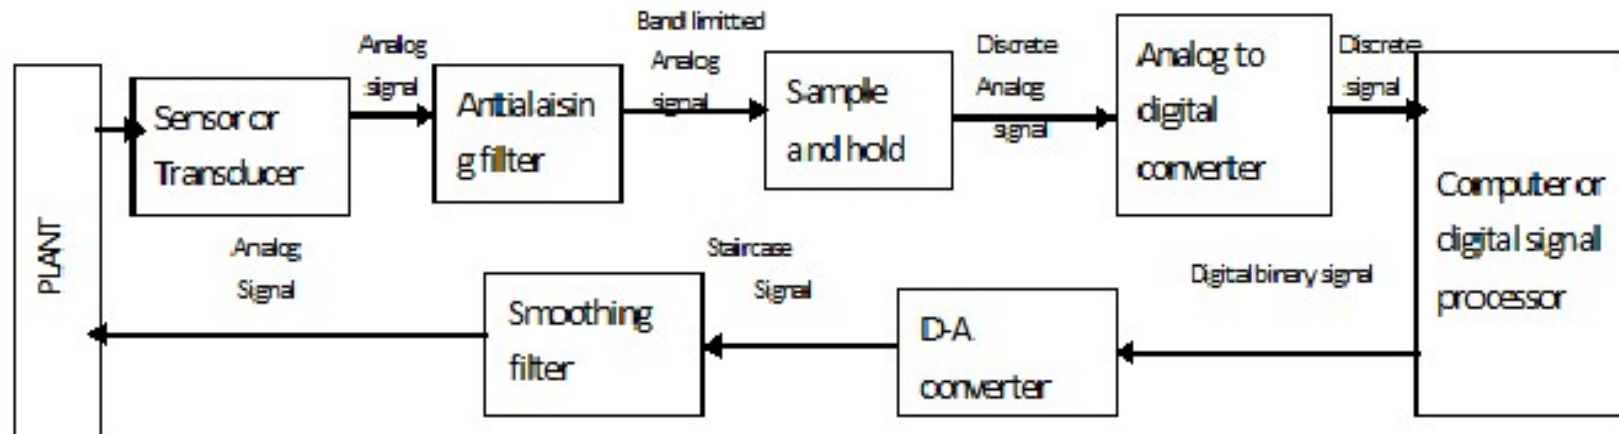 PLANT
Sensor or
Transducer
Analog
signal
Antialaisin
g filter
Band limitted
Analog
signal
Sample
and hold
Discrete
Analog
signal
Analog to
digital
converter
Discrete
signal
Computer or
digital signal
processor
Digital binary signal
D-A
converter
Staircase
Signal
Smoothing
filter
Analog
Signal